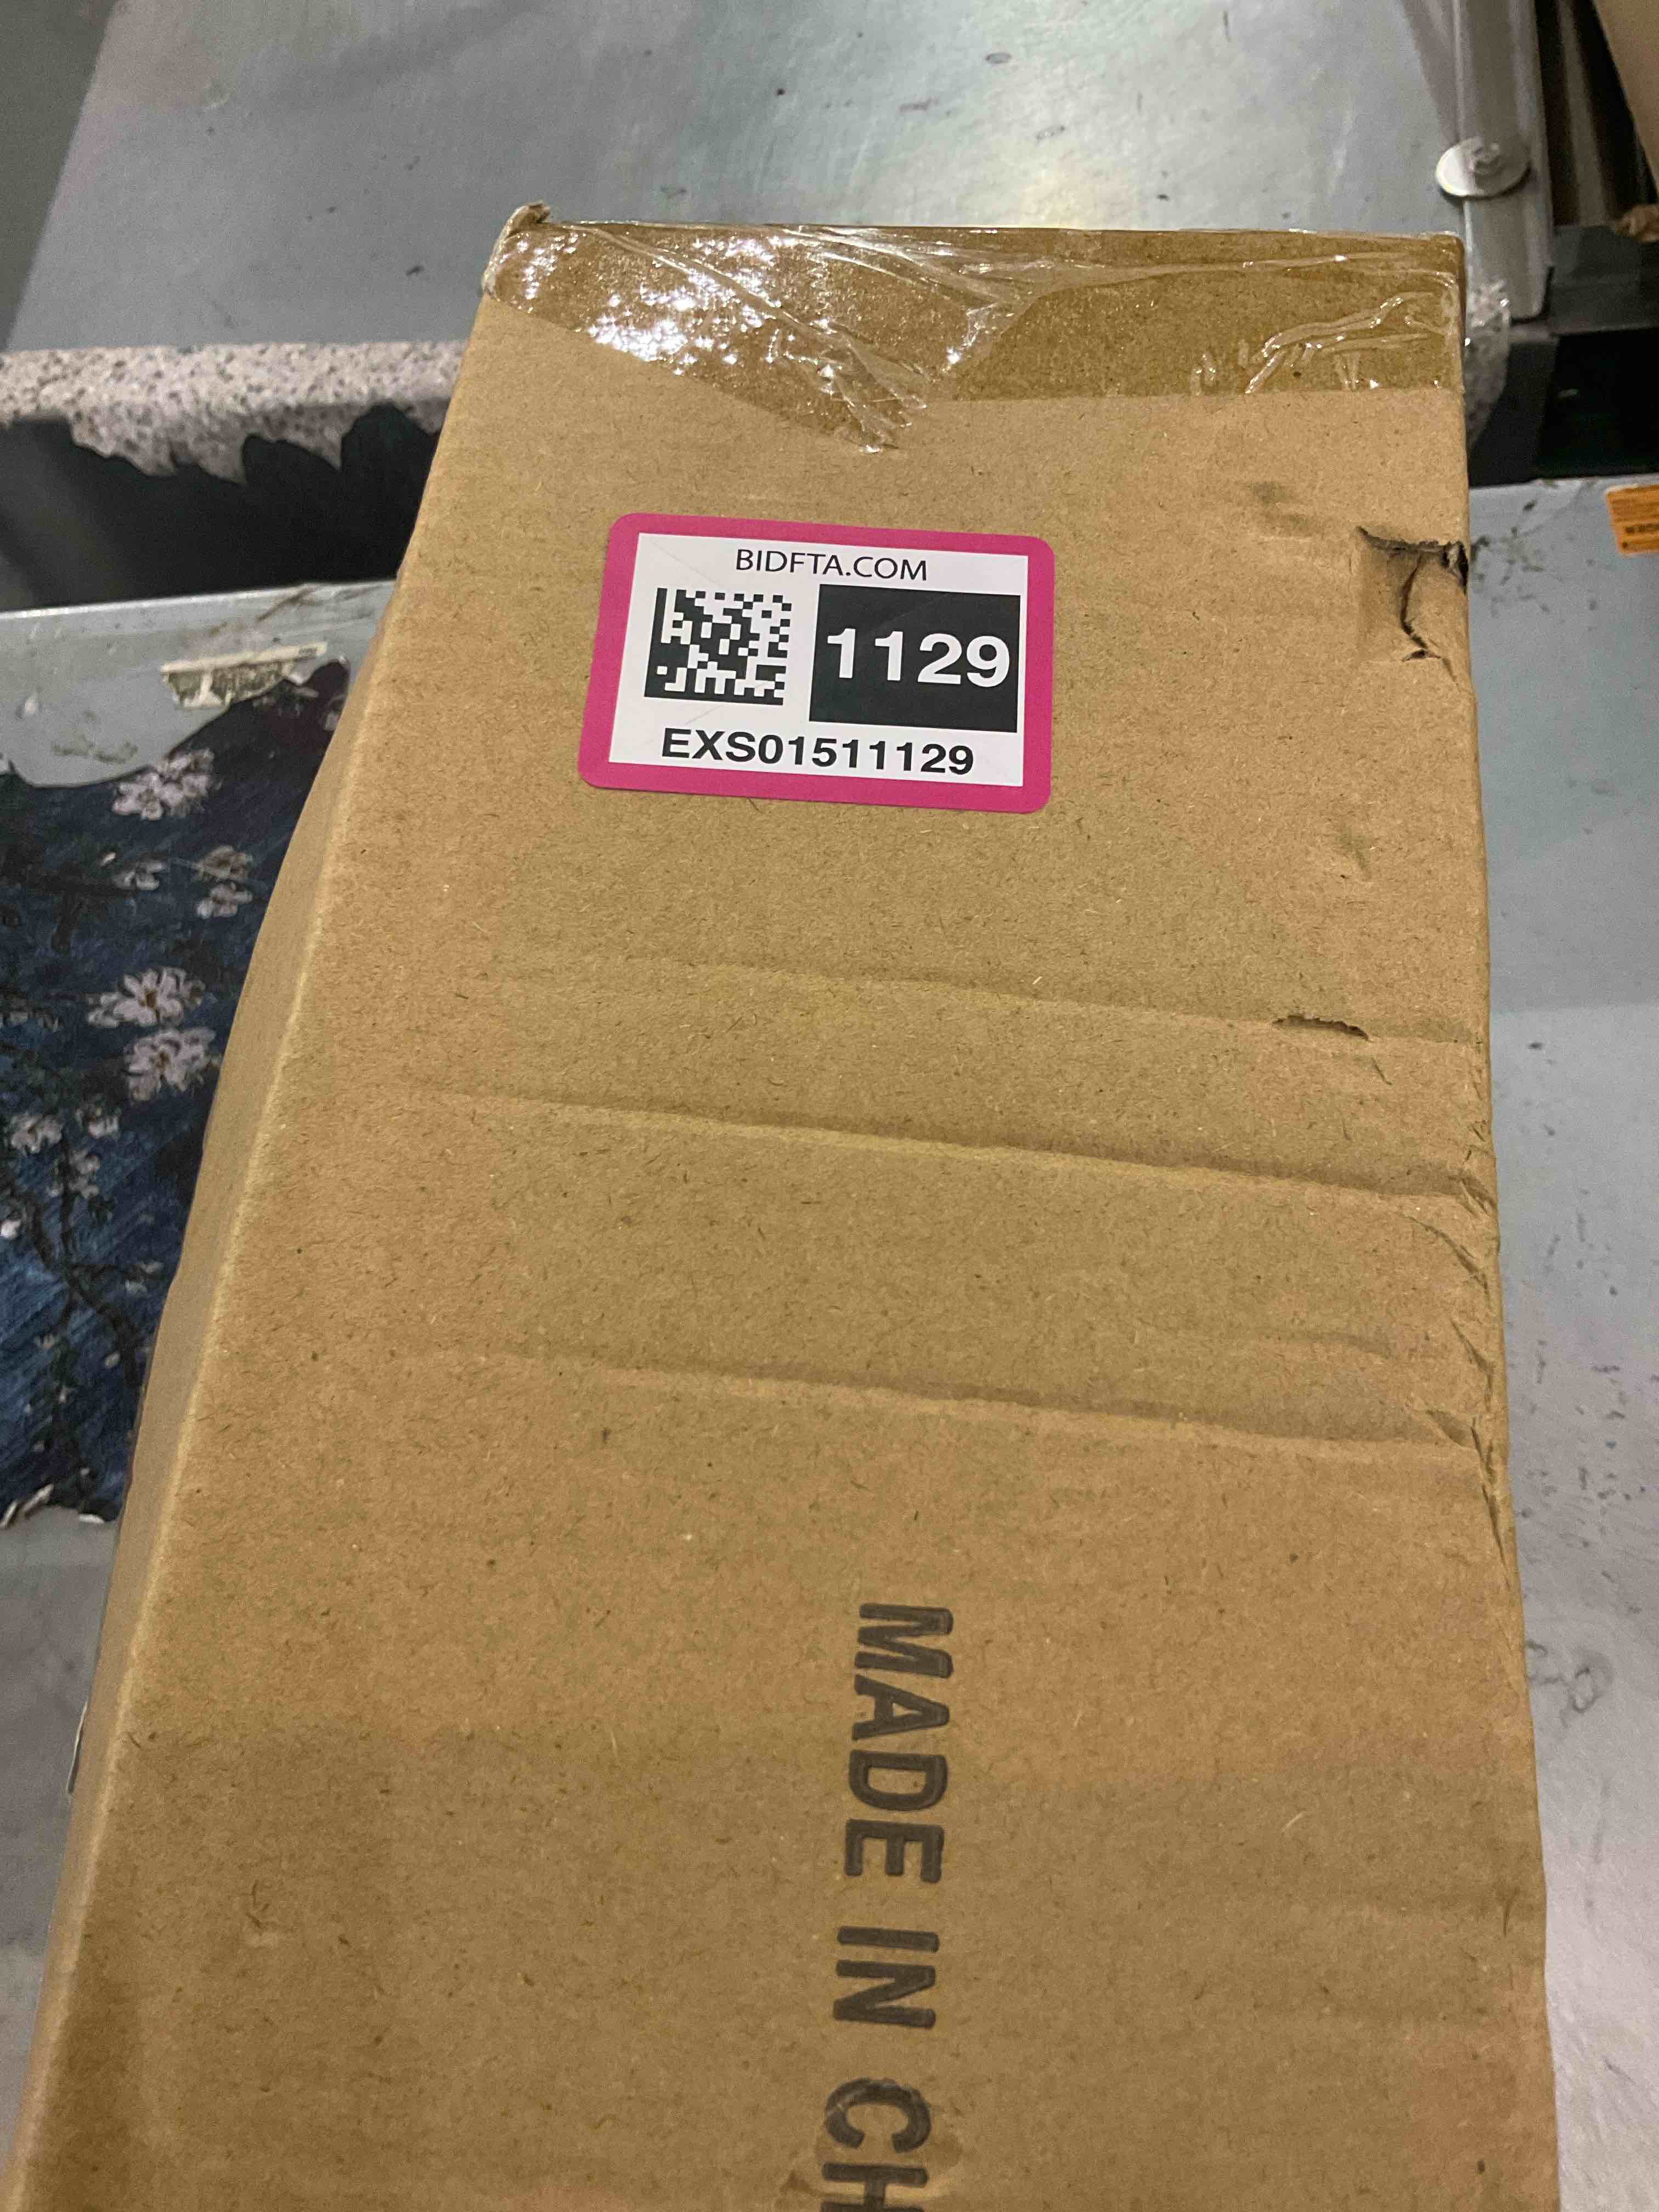 BIDFTA.COM
1129
EXS01511129
MADE IN CH